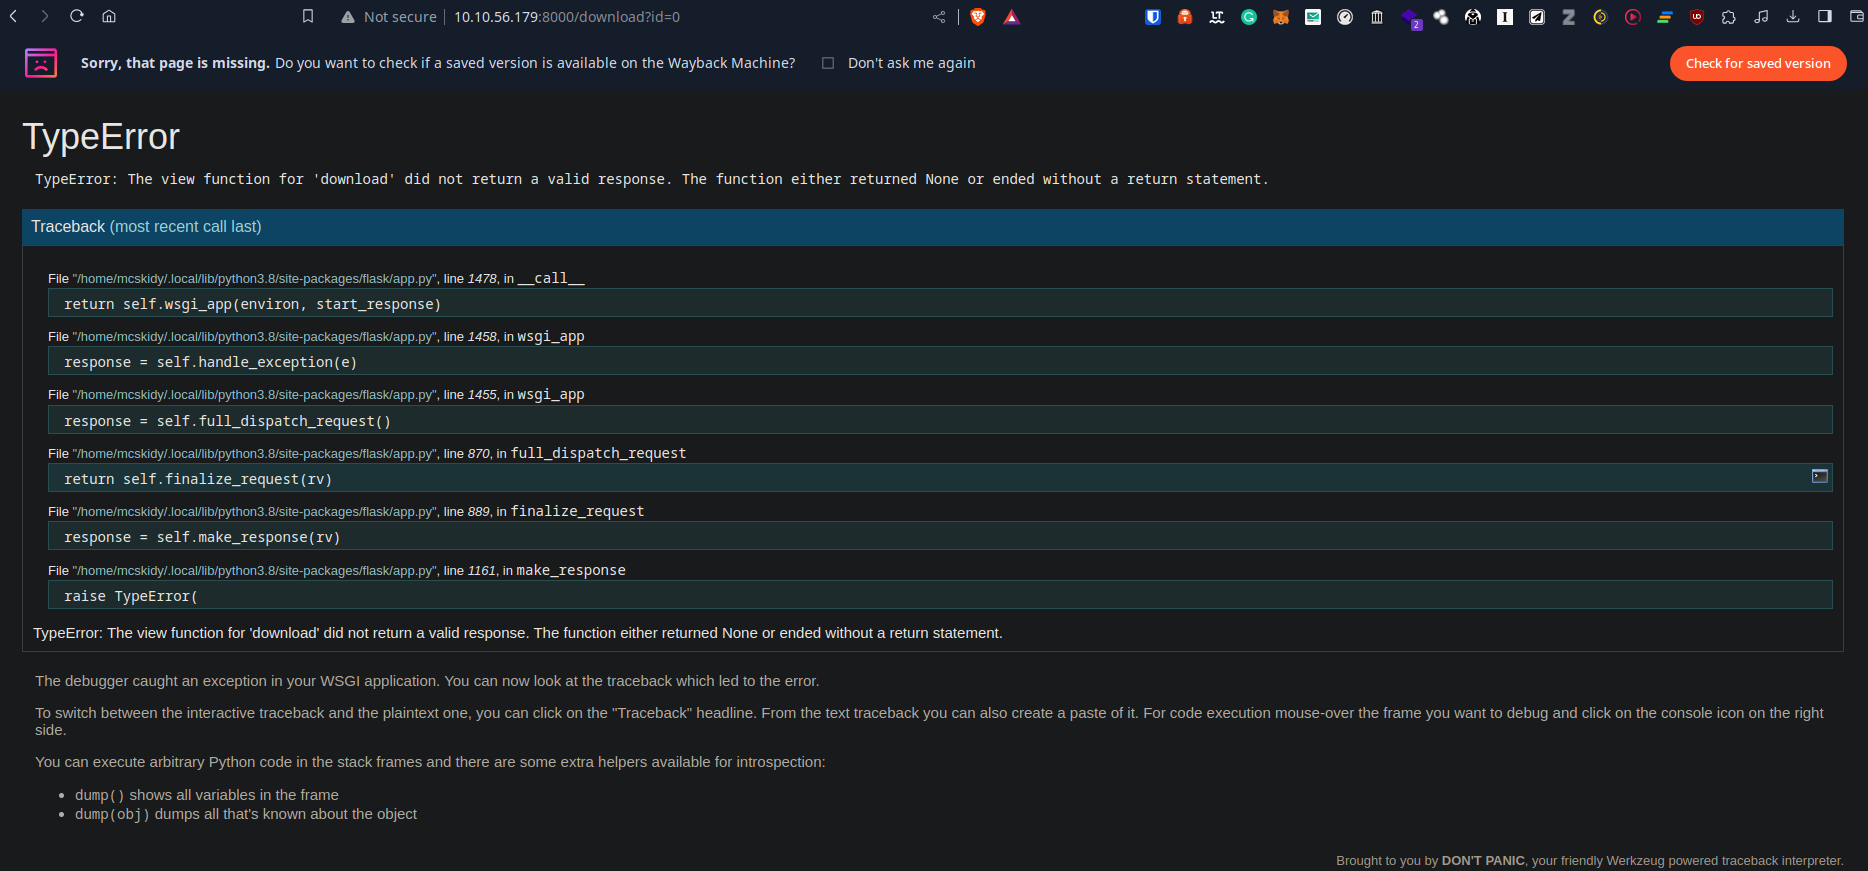 Not secure 10.10.56.179:8000/download?id=0
2
Sorry, that page is missing. Do you want to check if a saved version is available on the Wayback Machine? Don't ask me again Check for saved version
TypeError
TypeError: The view function for 'download' did not return a valid response. The function either returned None or ended without a return statement.
Traceback (most recent call last)
File "/home/mcskidy/.local/lib/python3.8/site-packages/flask/app.py", line 1478, in __call__
return self.wsgi_app(environ, start_response)
File "/home/mcskidy/.local/lib/python3.8/site-packages/flask/app.py", line 1458, in wsgi_app
response = self.handle_exception(e)
File "/home/mcskidy/.local/lib/python3.8/site-packages/flask/app.py", line 1455, in wsgi_app
response = self.full_dispatch_request()
File "/home/mcskidy/.local/lib/python3.8/site-packages/flask/app.py", line 870, in full_dispatch_request
return self.finalize_request(rv)
File "/home/mcskidy/.local/lib/python3.8/site-packages/flask/app.py", line 889, in finalize_request
response = self.make_response(rv)
File "/home/mcskidy/.local/lib/python3.8/site-packages/flask/app.py", line 1161, in make_response
raise TypeError(
TypeError: The view function for 'download' did not return a valid response. The function either returned None or ended without a return statement.
The debugger caught an exception in your WSGI application. You can now look at the traceback which led to the error.
To switch between the interactive traceback and the plaintext one, you can click on the "Traceback" headline. From the text traceback you can also create a paste of it. For code execution mouse-over the frame you want to debug and click on the console icon on the right
side.
You can execute arbitrary Python code in the stack frames and there are some extra helpers available for introspection:
• dump() shows all variables in the frame
• dump(obj) dumps all that's known about the object
Brought to you by DON'T PANIC, your friendly Werkzeug powered traceback interpreter.